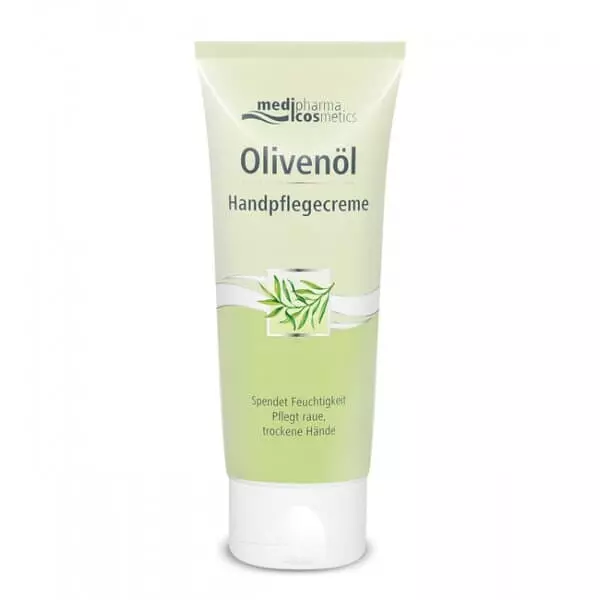 medipharma
cosmetics
Olivenöl
Handpflegecreme
Spendet Feuchtigkeit
Pflegt raue,
trockene Hände